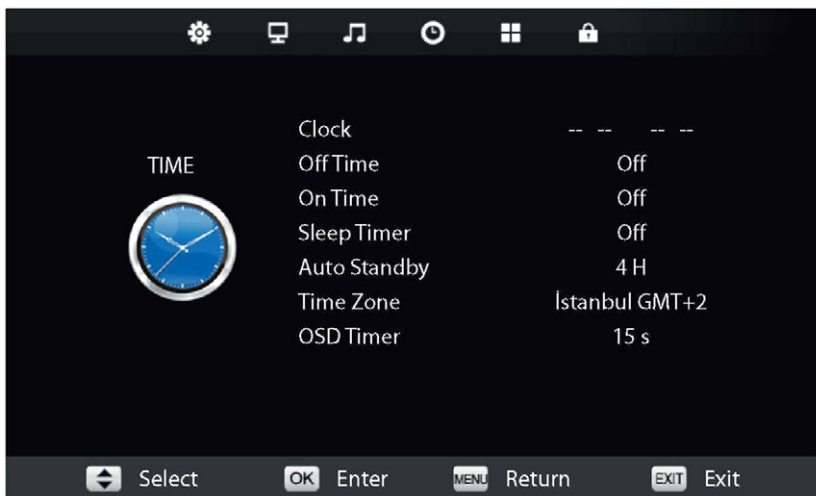 Clock -- -- -- --
TIME Off Time Off
On Time Off
Sleep Timer Off
Auto Standby 4 H
Time Zone İstanbul GMT+2
OSD Timer 15 s
Select OK Enter MENU Return EXIT Exit